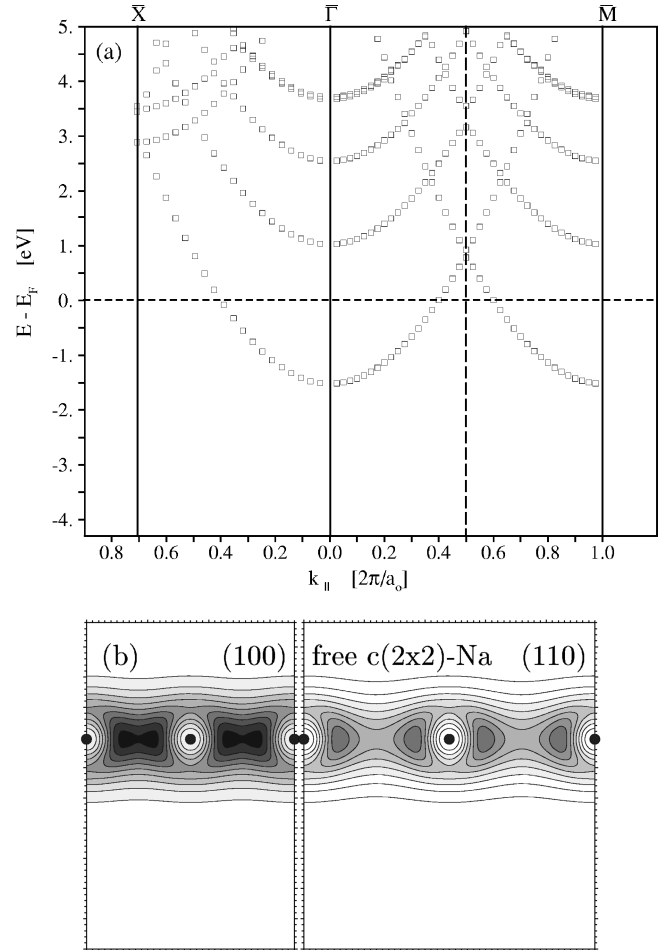 X̅ Γ̅ M̅
(a)
5.
4.
3.
2.
1.
0.
-1.
-2.
-3.
-4.
E - E_F [eV]
0.8 0.6 0.4 0.2 0.0 0.2 0.4 0.6 0.8 1.0
k_∥ [2π/a_o]
(b) (100) free c(2x2)-Na (110)